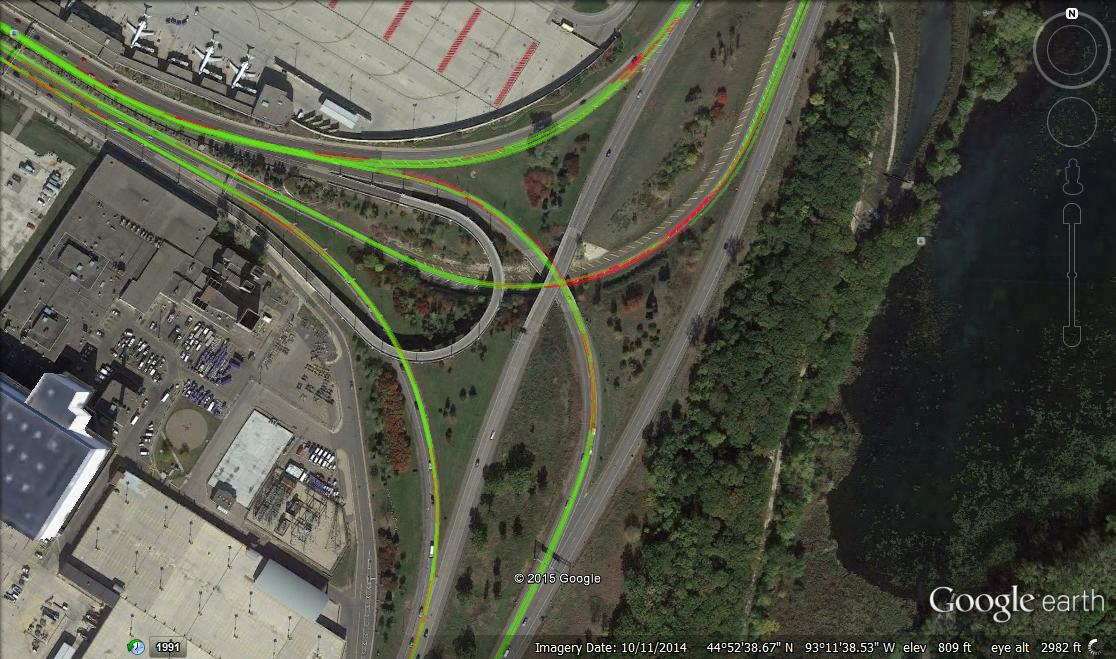 N
© 2015 Google
Google earth
1991
Imagery Date: 10/11/2014 44°52'38.67" N 93°11'38.53" W elev 809 ft eye alt 2982 ft